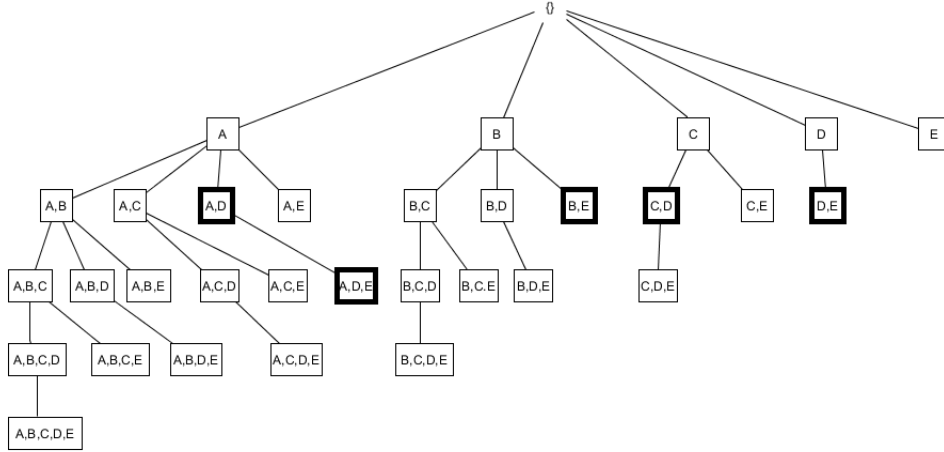 {}
A
B
C
D
E
A,B
A,C
A,D
A,E
B,C
B,D
B,E
C,D
C,E
D,E
A,B,C
A,B,D
A,B,E
A,C,D
A,C,E
A,D,E
B,C,D
B,C,E
B,D,E
C,D,E
A,B,C,D
A,B,C,E
A,B,D,E
A,C,D,E
B,C,D,E
A,B,C,D,E